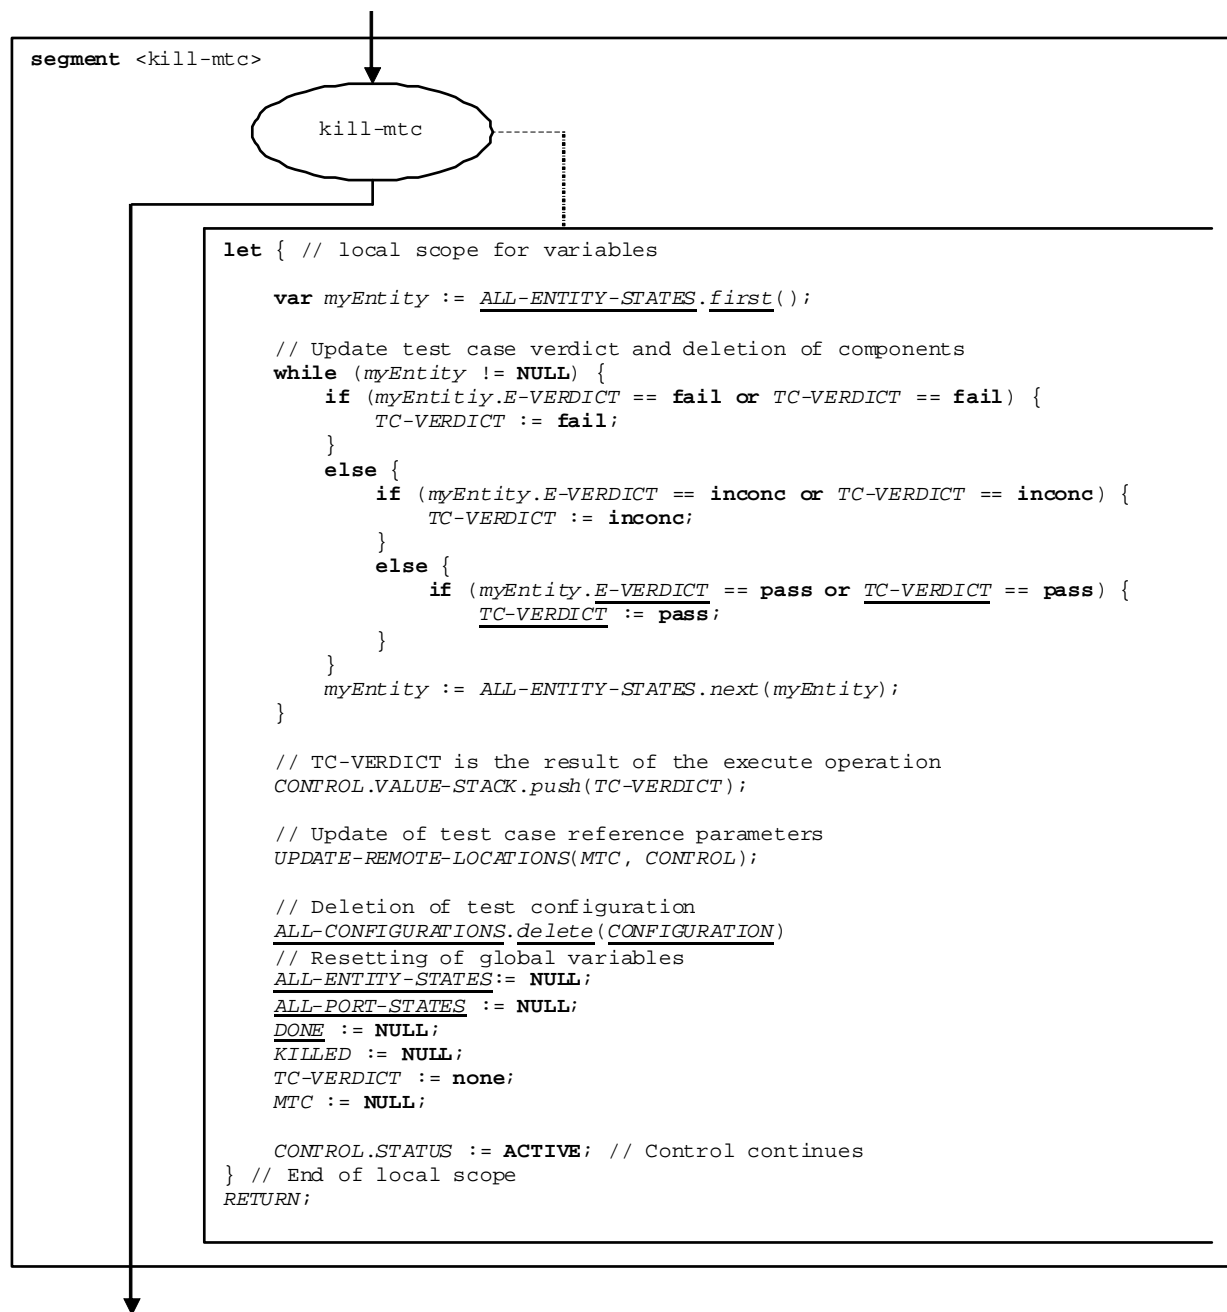 segment <kill-mtc>
kill-mtc
let { // local scope for variables
var myEntity := ALL-ENTITY-STATES.first();
// Update test case verdict and deletion of components
while (myEntity != NULL) {
if (myEntitiy.E-VERDICT == fail or TC-VERDICT == fail) {
TC-VERDICT := fail;
}
else {
if (myEntity.E-VERDICT == inconc or TC-VERDICT == inconc) {
TC-VERDICT := inconc;
}
else {
if (myEntity.E-VERDICT == pass or TC-VERDICT == pass) {
TC-VERDICT := pass;
}
}
myEntity := ALL-ENTITY-STATES.next(myEntity);
}
// TC-VERDICT is the result of the execute operation
CONTROL.VALUE-STACK.push(TC-VERDICT);
// Update of test case reference parameters
UPDATE-REMOTE-LOCATIONS(MTC, CONTROL);
// Deletion of test configuration
ALL-CONFIGURATIONS.delete(CONFIGURATION)
// Resetting of global variables
ALL-ENTITY-STATES:= NULL;
ALL-PORT-STATES := NULL;
DONE := NULL;
KILLED := NULL;
TC-VERDICT := none;
MTC := NULL;
CONTROL.STATUS := ACTIVE; // Control continues
} // End of local scope
RETURN;